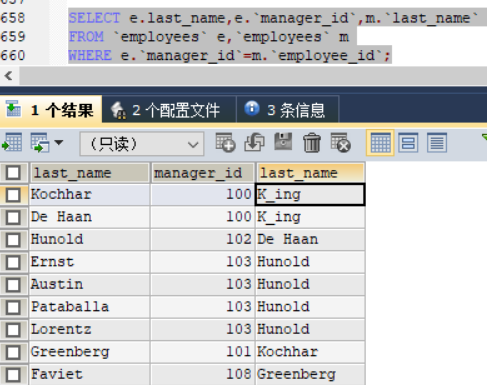 658 SELECT e.last_name,e.`manager_id`,m.`last_name`
659 FROM `employees` e,`employees` m
660 WHERE e.`manager_id`=m.`employee_id`;
1 个结果 2 个配置文件 3 条信息
(只读)
last_name manager_id last_name
Kochhar 100 K_ing
De Haan 100 K_ing
Hunold 102 De Haan
Ernst 103 Hunold
Austin 103 Hunold
Pataballa 103 Hunold
Lorentz 103 Hunold
Greenberg 101 Kochhar
Faviet 108 Greenberg